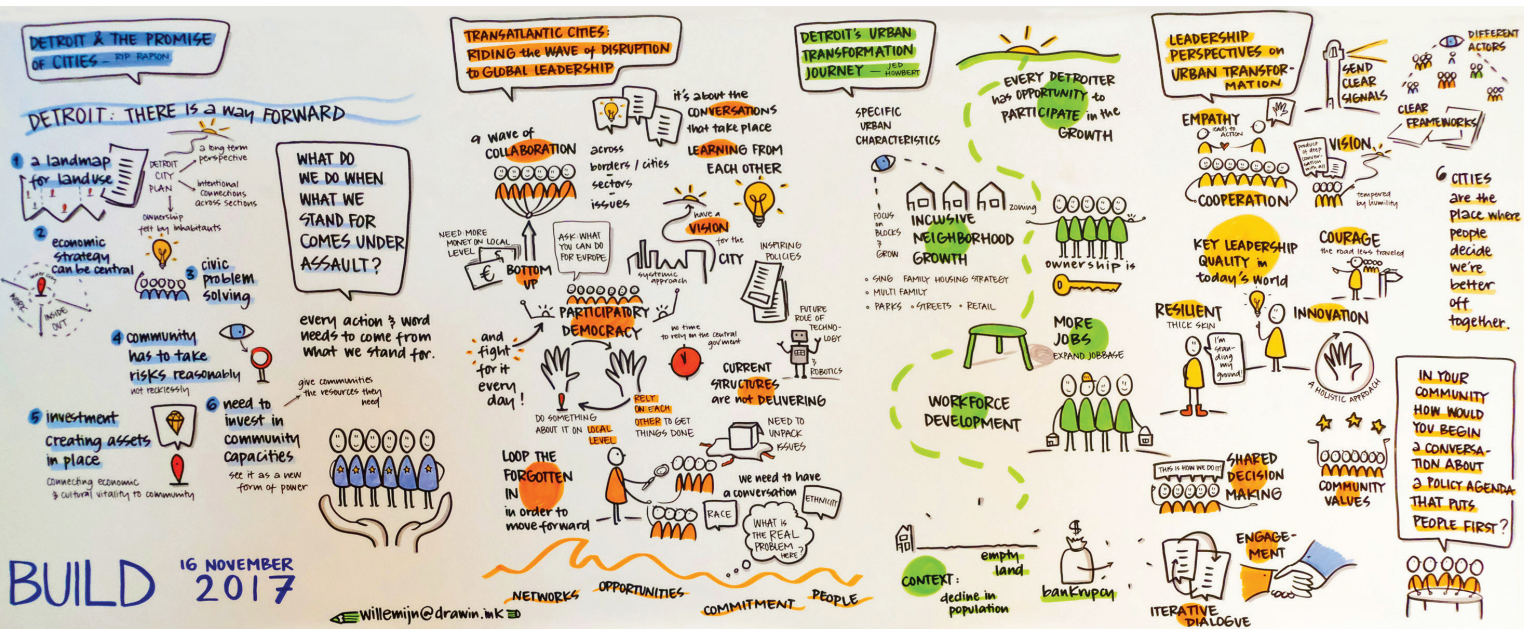 DETROIT & THE PROMISE
OF CITIES — RIP RAPSON
DETROIT: THERE IS a way FORWARD
1 a landmap
for land use
DETROIT
CITY
PLAN
a long term
perspective
intentional
connections
across sections
ownership
felt by inhabitants
2
economic
strategy
can be central
WORK
INSIDE
OUT
3 civic
problem
solving
4 community
has to take
risks reasonably
not recklessly
5 investment
creating assets
in place
connecting economic
& cultural vitality to community
6 need to
invest in
community
capacities
see it as a new
form of power
give communities
the resources they
need
WHAT DO
WE DO WHEN
WHAT WE
STAND FOR
COMES UNDER
ASSAULT?
every action & word
needs to come from
what we stand for.
BUILD
16 NOVEMBER
2017
willemijn@drawin.ink
TRANSATLANTIC CITIES:
RIDING the WAVE of DISRUPTION
to GLOBAL LEADERSHIP
a wave of
COLLABORATION
across
borders / cities
sectors
issues
it's about the
CONVERSATIONS
that take place
LEARNING FROM
EACH OTHER
NEED MORE
MONEY ON LOCAL
LEVEL
€
BOTTOM
UP
ASK WHAT
YOU CAN DO
FOR EUROPE
have a
VISION
for the
CITY
systemic
approach
INSPIRING
POLICIES
PARTICIPATORY
DEMOCRACY
and
fight
for it
every
day!
no time
to rely on the central
gov'ment
FUTURE
ROLE OF
TECHNO-
LOGY
&
ROBOTICS
CURRENT
STRUCTURES
are not DELIVERING
DO SOMETHING
ABOUT IT ON LOCAL
LEVEL
RELY
ON EACH
OTHER TO GET
THINGS DONE
NEED TO
UNPACK
ISSUES
LOOP THE
FORGOTTEN
IN
in order to
move forward
we need to have
a conversation
RACE
ETHNICITY
WHAT IS
THE REAL
PROBLEM
HERE?
NETWORKS
OPPORTUNITIES
COMMITMENT
PEOPLE
DETROIT'S URBAN
TRANSFORMATION
JOURNEY — JED
HOWBERT
SPECIFIC
URBAN
CHARACTERISTICS
EVERY DETROITER
has OPPORTUNITY to
PARTICIPATE in the
GROWTH
FOCUS
on
BLOCKS
&
GROW
zoning
INCLUSIVE
NEIGHBORHOOD
GROWTH
SING FAMILY HOUSING STRATEGY
MULTI FAMILY
PARKS • STREETS • RETAIL
ownership is
MORE
JOBS
EXPAND JOBBASE
WORKFORCE
DEVELOPMENT
CONTEXT:
decline in
population
empty
land
$
bankrupcy
LEADERSHIP
PERSPECTIVES on
URBAN TRANSFOR-
MATION
SEND
CLEAR
SIGNALS
DIFFERENT
ACTORS
CLEAR
FRAMEWORKS
EMPATHY
leads to
ACTION
COOPERATION
product
of deep
conver-
sation
with all
VISION
tempered
by humility
KEY LEADERSHIP
QUALITY in
today's world
COURAGE
the road less traveled
RESILIENT
THICK SKIN
I'm
stan-
ding
my
ground!
INNOVATION
A HOLISTIC APPROACH
THIS IS HOW WE DO IT!
SHARED
DECISION
MAKING
COMMUNITY
VALUES
ITERATIVE
DIALOGUE
ENGAGE-
MENT
6 CITIES
are the
place where
people
decide
we're
better
off
together.
IN YOUR
COMMUNITY
HOW WOULD
YOU BEGIN
a CONVERSA-
TION ABOUT
a POLICY AGENDA
THAT PUTS
PEOPLE FIRST?